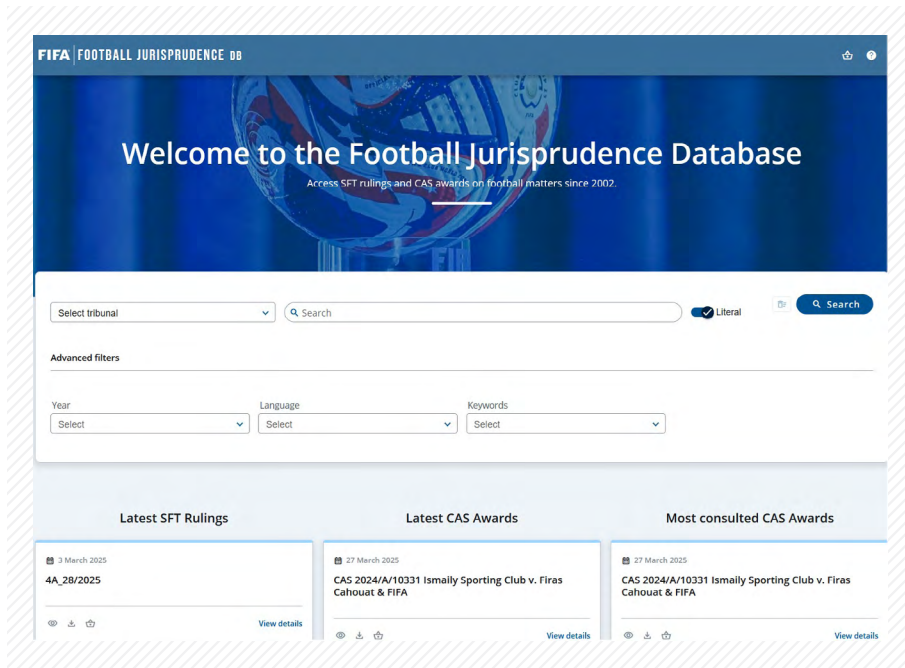 FIFA FOOTBALL JURISPRUDENCE DB
Welcome to the Football Jurisprudence Database
Access SFT rulings and CAS awards on football matters since 2002.
Select tribunal
Search
Literal
Search
Advanced filters
Year
Language
Keywords
Select
Select
Select
Latest SFT Rulings
Latest CAS Awards
Most consulted CAS Awards
3 March 2025
4A_28/2025
View details
27 March 2025
CAS 2024/A/10331 Ismaily Sporting Club v. Firas
Cahouat & FIFA
View details
27 March 2025
CAS 2024/A/10331 Ismaily Sporting Club v. Firas
Cahouat & FIFA
View details